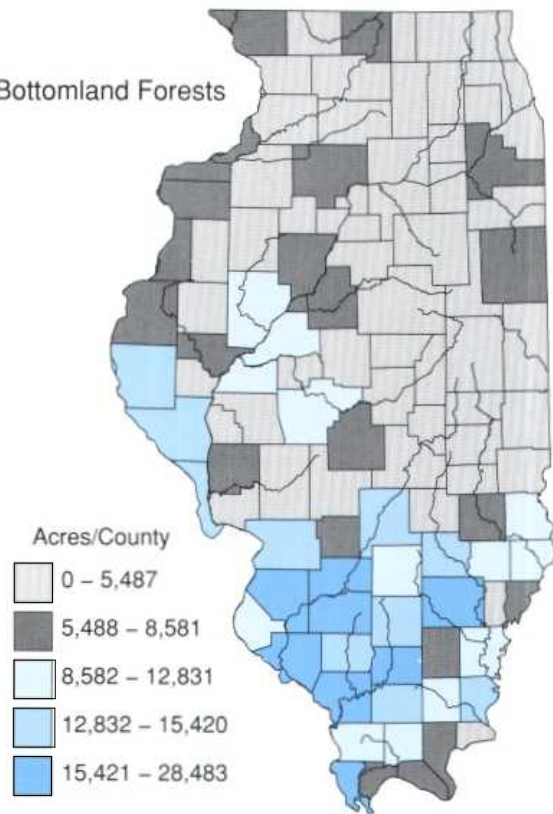 Bottomland Forests
Acres/County
0 – 5,487
5,488 – 8,581
8,582 – 12,831
12,832 – 15,420
15,421 – 28,483